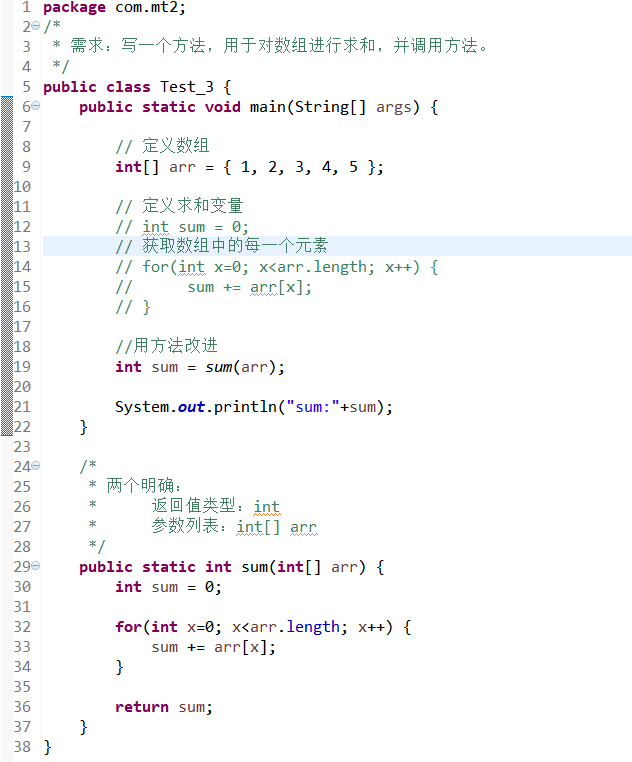 1 package com.mt2;
2 /*
3  * 需求：写一个方法，用于对数组进行求和，并调用方法。
4  */
5 public class Test_3 {
6     public static void main(String[] args) {
7
8         // 定义数组
9         int[] arr = { 1, 2, 3, 4, 5 };
10
11         // 定义求和变量
12         // int sum = 0;
13         // 获取数组中的每一个元素
14         // for(int x=0; x<arr.length; x++) {
15         //      sum += arr[x];
16         // }
17
18         //用方法改进
19         int sum = sum(arr);
20
21         System.out.println("sum:"+sum);
22     }
23
24     /*
25      * 两个明确：
26      *      返回值类型：int
27      *      参数列表：int[] arr
28      */
29     public static int sum(int[] arr) {
30         int sum = 0;
31
32         for(int x=0; x<arr.length; x++) {
33             sum += arr[x];
34         }
35
36         return sum;
37     }
38 }